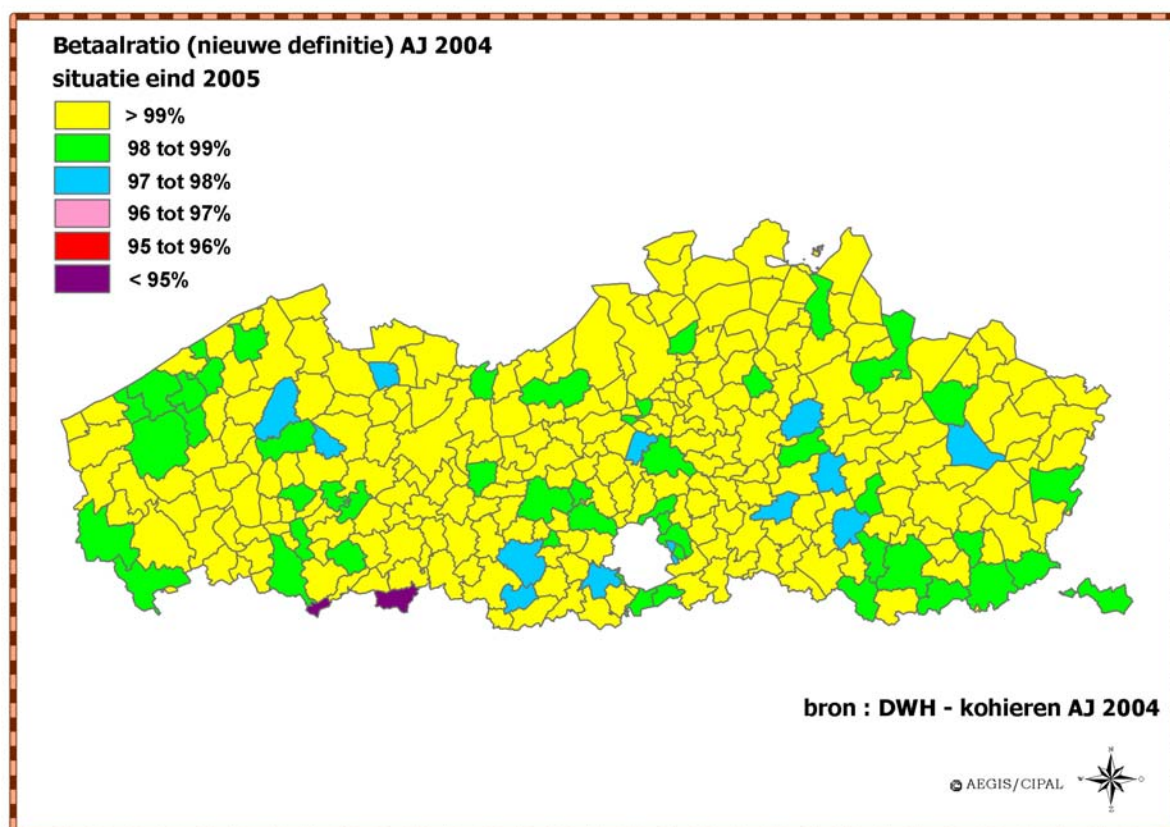 Betaalratio (nieuwe definitie) AJ 2004
situatie eind 2005
> 99%
98 tot 99%
97 tot 98%
96 tot 97%
95 tot 96%
< 95%
bron : DWH - kohieren AJ 2004
© AEGIS/CIPAL
N
W O
Z